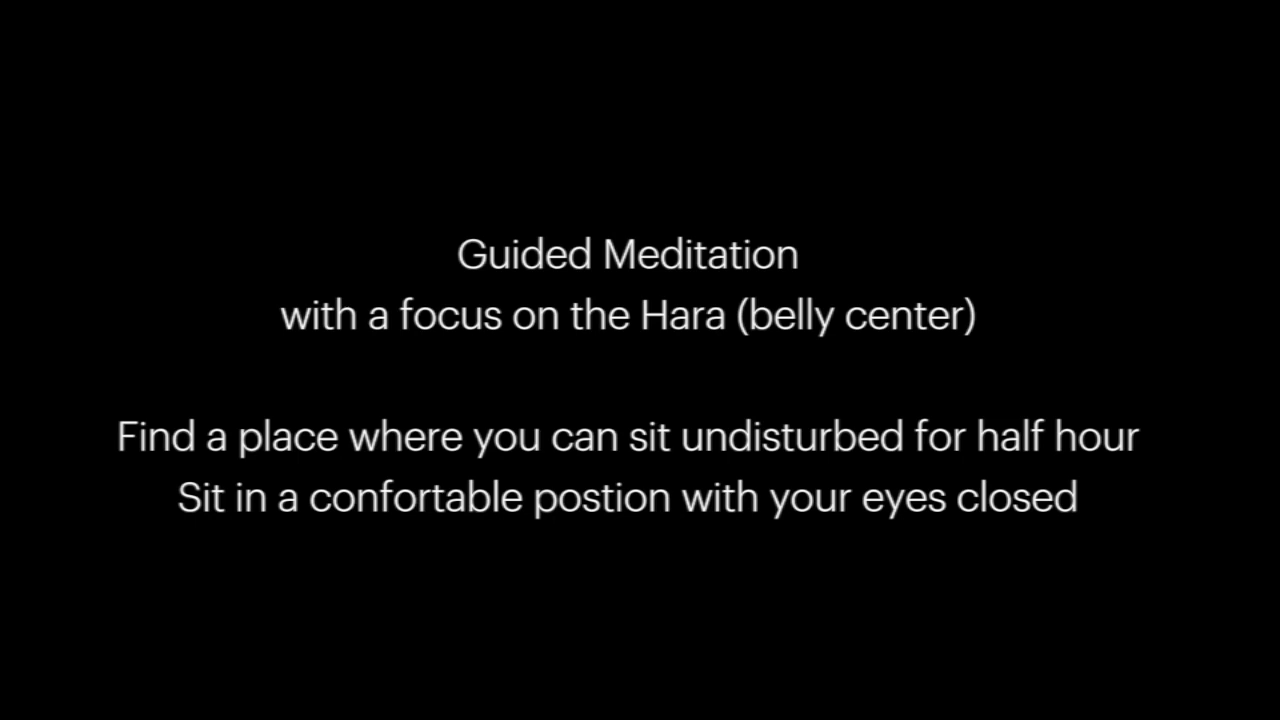 Guided Meditation
with a focus on the Hara (belly center)
Find a place where you can sit undisturbed for half hour
Sit in a confortable postion with your eyes closed